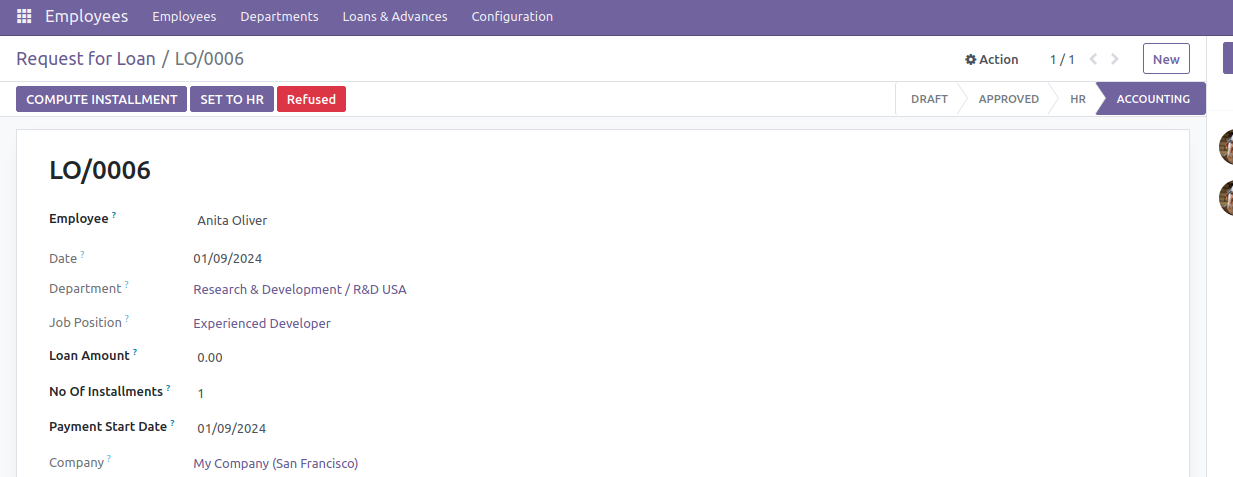 Employees Employees Departments Loans & Advances Configuration
Request for Loan / LO/0006 Action 1 / 1 New
COMPUTE INSTALLMENT SET TO HR Refused DRAFT APPROVED HR ACCOUNTING
LO/0006
Employee ? Anita Oliver
Date ? 01/09/2024
Department ? Research & Development / R&D USA
Job Position ? Experienced Developer
Loan Amount ? 0.00
No Of Installments ? 1
Payment Start Date ? 01/09/2024
Company ? My Company (San Francisco)